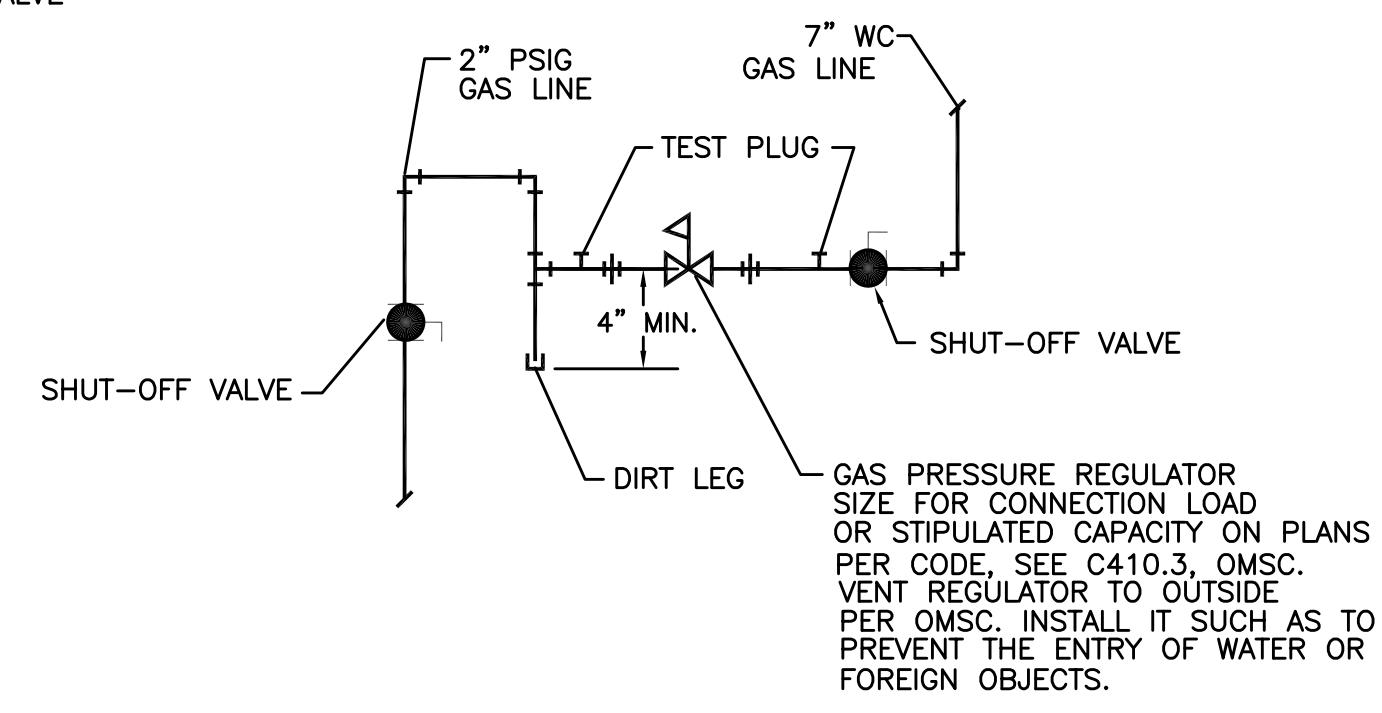 2" PSIG
GAS LINE
7" WC
GAS LINE
TEST PLUG
4" MIN.
SHUT-OFF VALVE
SHUT-OFF VALVE
DIRT LEG
GAS PRESSURE REGULATOR
SIZE FOR CONNECTION LOAD
OR STIPULATED CAPACITY ON PLANS
PER CODE, SEE C410.3, OMSC.
VENT REGULATOR TO OUTSIDE
PER OMSC. INSTALL IT SUCH AS TO
PREVENT THE ENTRY OF WATER OR
FOREIGN OBJECTS.